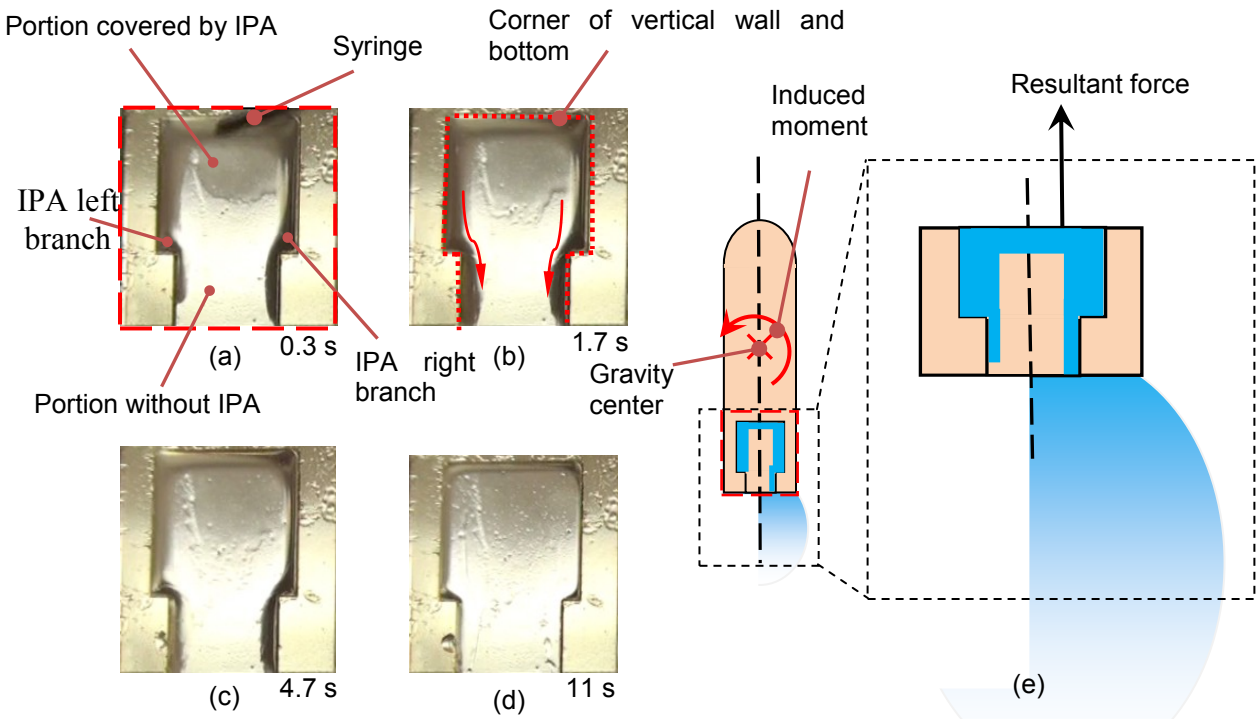 Portion covered by IPA
Syringe
Corner of vertical wall and
bottom
Induced
moment
Resultant force
IPA left
branch
(a)
0.3 s
(b)
1.7 s
IPA right
branch
Gravity
center
Portion without IPA
(c)
4.7 s
(d)
11 s
(e)